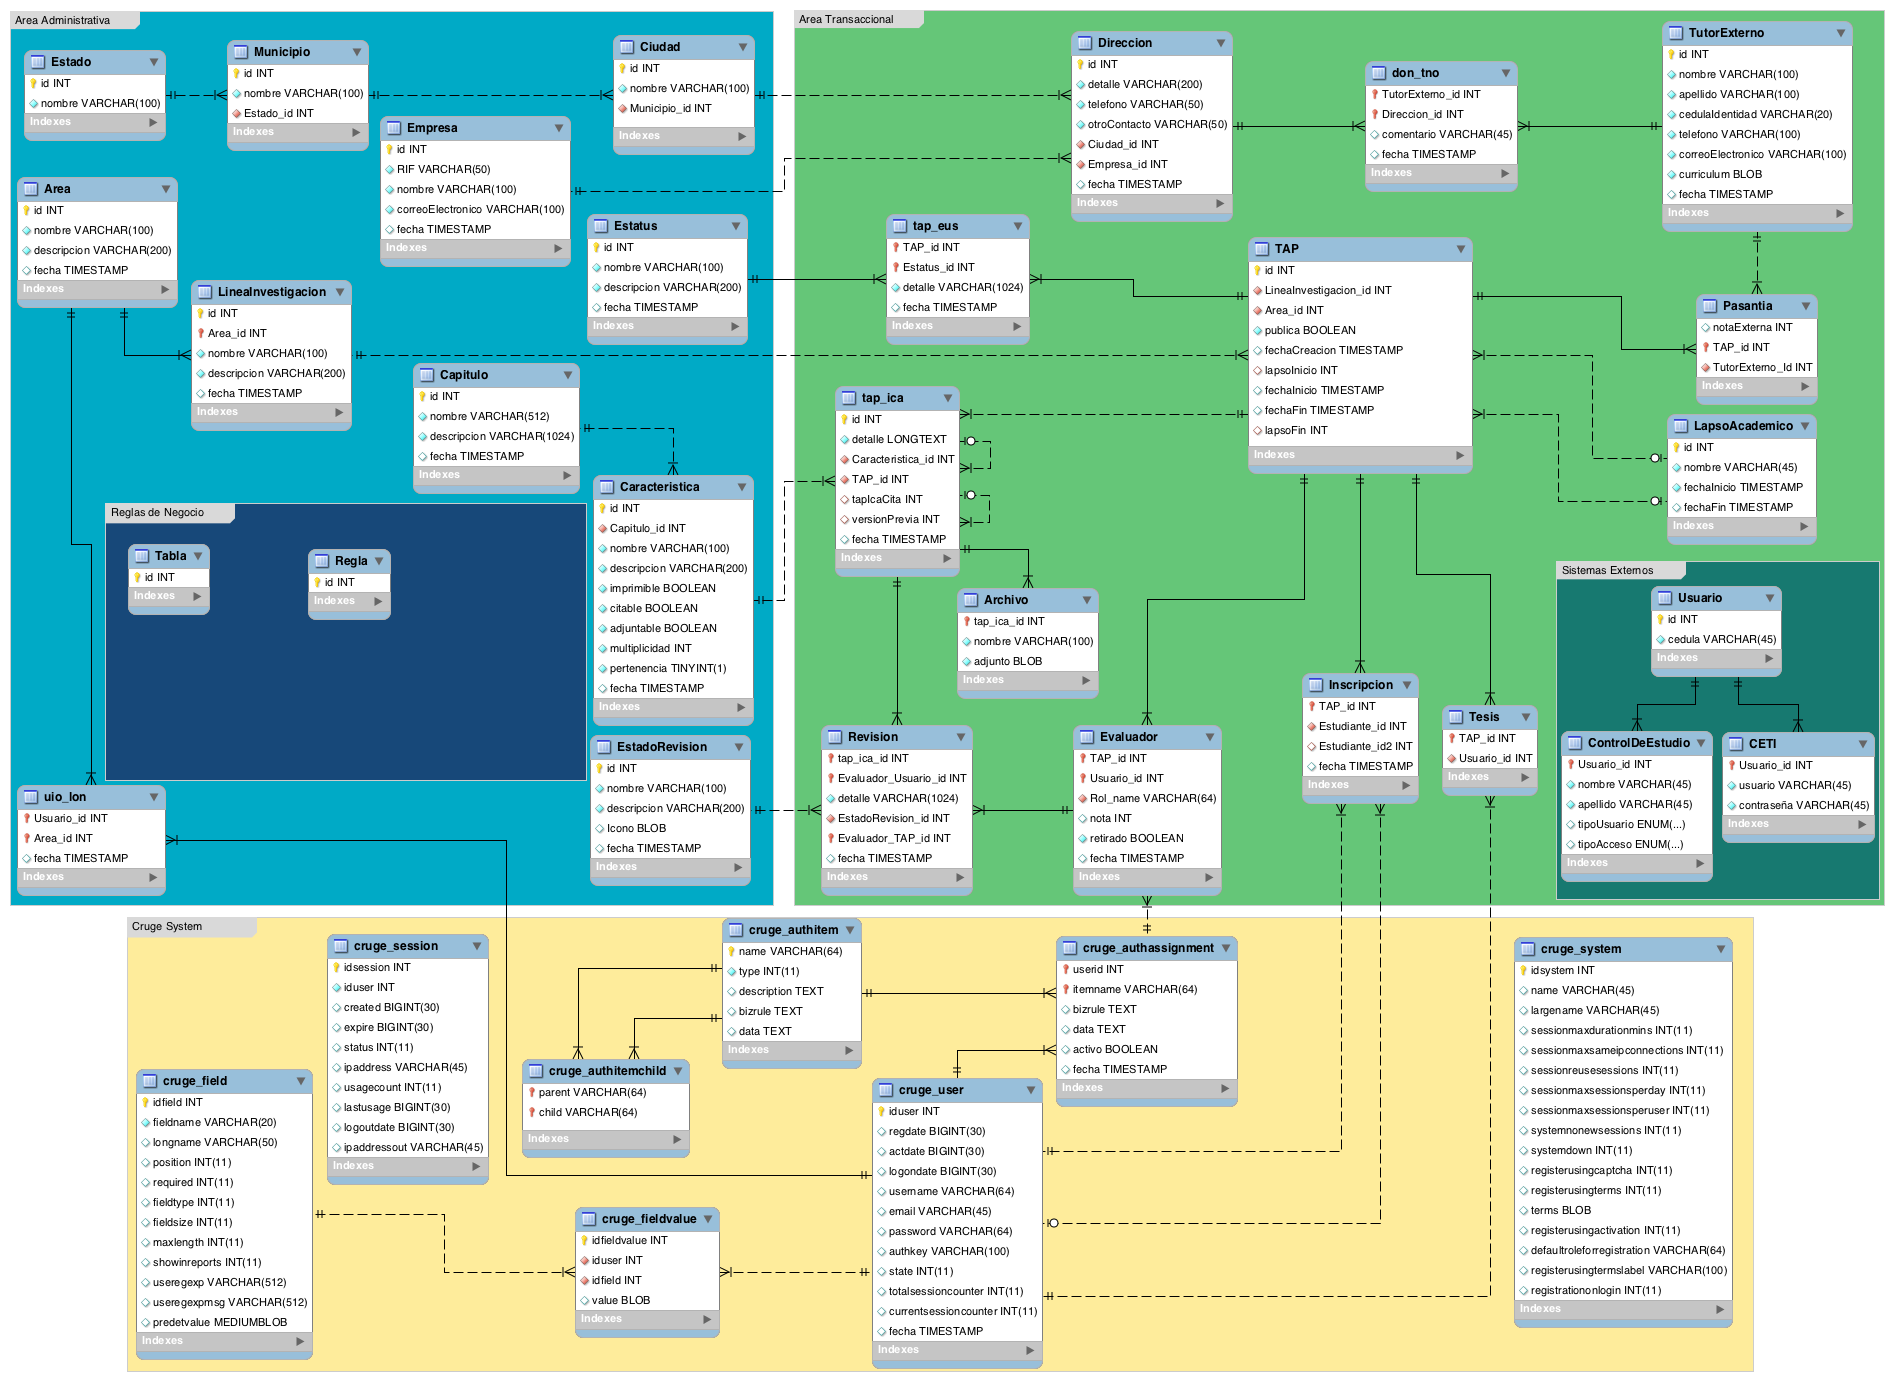 Area Administrativa
Estado
id INT
nombre VARCHAR(100)
Indexes
Municipio
id INT
nombre VARCHAR(100)
Estado_id INT
Indexes
Ciudad
id INT
nombre VARCHAR(100)
Municipio_id INT
Indexes
Empresa
id INT
RIF VARCHAR(50)
nombre VARCHAR(100)
correoElectronico VARCHAR(100)
fecha TIMESTAMP
Indexes
Area
id INT
nombre VARCHAR(100)
descripcion VARCHAR(200)
fecha TIMESTAMP
Indexes
Estatus
id INT
nombre VARCHAR(100)
descripcion VARCHAR(200)
fecha TIMESTAMP
Indexes
LineaInvestigacion
id INT
Area_id INT
nombre VARCHAR(100)
descripcion VARCHAR(200)
fecha TIMESTAMP
Indexes
Capitulo
id INT
nombre VARCHAR(512)
descripcion VARCHAR(1024)
fecha TIMESTAMP
Indexes
Caracteristica
id INT
Capitulo_id INT
nombre VARCHAR(100)
descripcion VARCHAR(200)
imprimible BOOLEAN
citable BOOLEAN
adjuntable BOOLEAN
multiplicidad INT
pertenencia TINYINT(1)
fecha TIMESTAMP
Indexes
Reglas de Negocio
Tabla
id INT
Indexes
Regla
id INT
Indexes
EstadoRevision
id INT
nombre VARCHAR(100)
descripcion VARCHAR(200)
Icono BLOB
fecha TIMESTAMP
Indexes
uio_lon
Usuario_id INT
Area_id INT
fecha TIMESTAMP
Indexes
Area Transaccional
Direccion
id INT
detalle VARCHAR(200)
telefono VARCHAR(50)
otroContacto VARCHAR(50)
Ciudad_id INT
Empresa_id INT
fecha TIMESTAMP
Indexes
don_tno
TutorExterno_id INT
Direccion_id INT
comentario VARCHAR(45)
fecha TIMESTAMP
Indexes
TutorExterno
id INT
nombre VARCHAR(100)
apellido VARCHAR(100)
cedulaIdentidad VARCHAR(20)
telefono VARCHAR(100)
correoElectronico VARCHAR(100)
curriculum BLOB
fecha TIMESTAMP
Indexes
tap_eus
TAP_id INT
Estatus_id INT
detalle VARCHAR(1024)
fecha TIMESTAMP
Indexes
TAP
id INT
LineaInvestigacion_id INT
Area_id INT
publica BOOLEAN
fechaCreacion TIMESTAMP
lapsoInicio INT
fechaInicio TIMESTAMP
fechaFin TIMESTAMP
lapsoFin INT
Indexes
Pasantia
notaExterna INT
TAP_id INT
TutorExterno_Id INT
Indexes
tap_ica
id INT
detalle LONGTEXT
Caracteristica_id INT
TAP_id INT
tapIcaCita INT
versionPrevia INT
fecha TIMESTAMP
Indexes
LapsoAcademico
id INT
nombre VARCHAR(45)
fechaInicio TIMESTAMP
fechaFin TIMESTAMP
Indexes
Archivo
tap_ica_id INT
nombre VARCHAR(100)
adjunto BLOB
Indexes
Revision
tap_ica_id INT
Evaluador_Usuario_id INT
detalle VARCHAR(1024)
EstadoRevision_id INT
Evaluador_TAP_id INT
fecha TIMESTAMP
Indexes
Evaluador
TAP_id INT
Usuario_id INT
Rol_name VARCHAR(64)
nota INT
retirado BOOLEAN
fecha TIMESTAMP
Indexes
Inscripcion
TAP_id INT
Estudiante_id INT
Estudiante_id2 INT
fecha TIMESTAMP
Indexes
Tesis
TAP_id INT
Usuario_id INT
Indexes
Sistemas Externos
Usuario
id INT
cedula VARCHAR(45)
Indexes
ControlDeEstudio
Usuario_id INT
nombre VARCHAR(45)
apellido VARCHAR(45)
tipoUsuario ENUM(...)
tipoAcceso ENUM(...)
Indexes
CETI
Usuario_id INT
usuario VARCHAR(45)
contraseña VARCHAR(45)
Indexes
Cruge System
cruge_session
idsession INT
iduser INT
created BIGINT(30)
expire BIGINT(30)
status INT(11)
ipaddress VARCHAR(45)
usagecount INT(11)
lastusage BIGINT(30)
logoutdate BIGINT(30)
ipaddressout VARCHAR(45)
Indexes
cruge_authitem
name VARCHAR(64)
type INT(11)
description TEXT
bizrule TEXT
data TEXT
Indexes
cruge_authassignment
userid INT
itemname VARCHAR(64)
bizrule TEXT
data TEXT
activo BOOLEAN
fecha TIMESTAMP
Indexes
cruge_system
idsystem INT
name VARCHAR(45)
largename VARCHAR(45)
sessionmaxdurationmins INT(11)
sessionmaxsameipconnections INT(11)
sessionreusesessions INT(11)
sessionmaxsessionsperday INT(11)
sessionmaxsessionsperuser INT(11)
systemnonewsessions INT(11)
systemdown INT(11)
registerusingcaptcha INT(11)
registerusingterms INT(11)
terms BLOB
registerusingactivation INT(11)
defaultroleforregistration VARCHAR(64)
registerusingtermslabel VARCHAR(100)
registrationonlogin INT(11)
Indexes
cruge_field
idfield INT
fieldname VARCHAR(20)
longname VARCHAR(50)
position INT(11)
required INT(11)
fieldtype INT(11)
fieldsize INT(11)
maxlength INT(11)
showinreports INT(11)
useregexp VARCHAR(512)
useregexpmsg VARCHAR(512)
predetvalue MEDIUMBLOB
Indexes
cruge_authitemchild
parent VARCHAR(64)
child VARCHAR(64)
Indexes
cruge_user
iduser INT
regdate BIGINT(30)
actdate BIGINT(30)
logondate BIGINT(30)
username VARCHAR(64)
email VARCHAR(45)
password VARCHAR(64)
authkey VARCHAR(100)
state INT(11)
totalsessioncounter INT(11)
currentsessioncounter INT(11)
fecha TIMESTAMP
Indexes
cruge_fieldvalue
idfieldvalue INT
iduser INT
idfield INT
value BLOB
Indexes